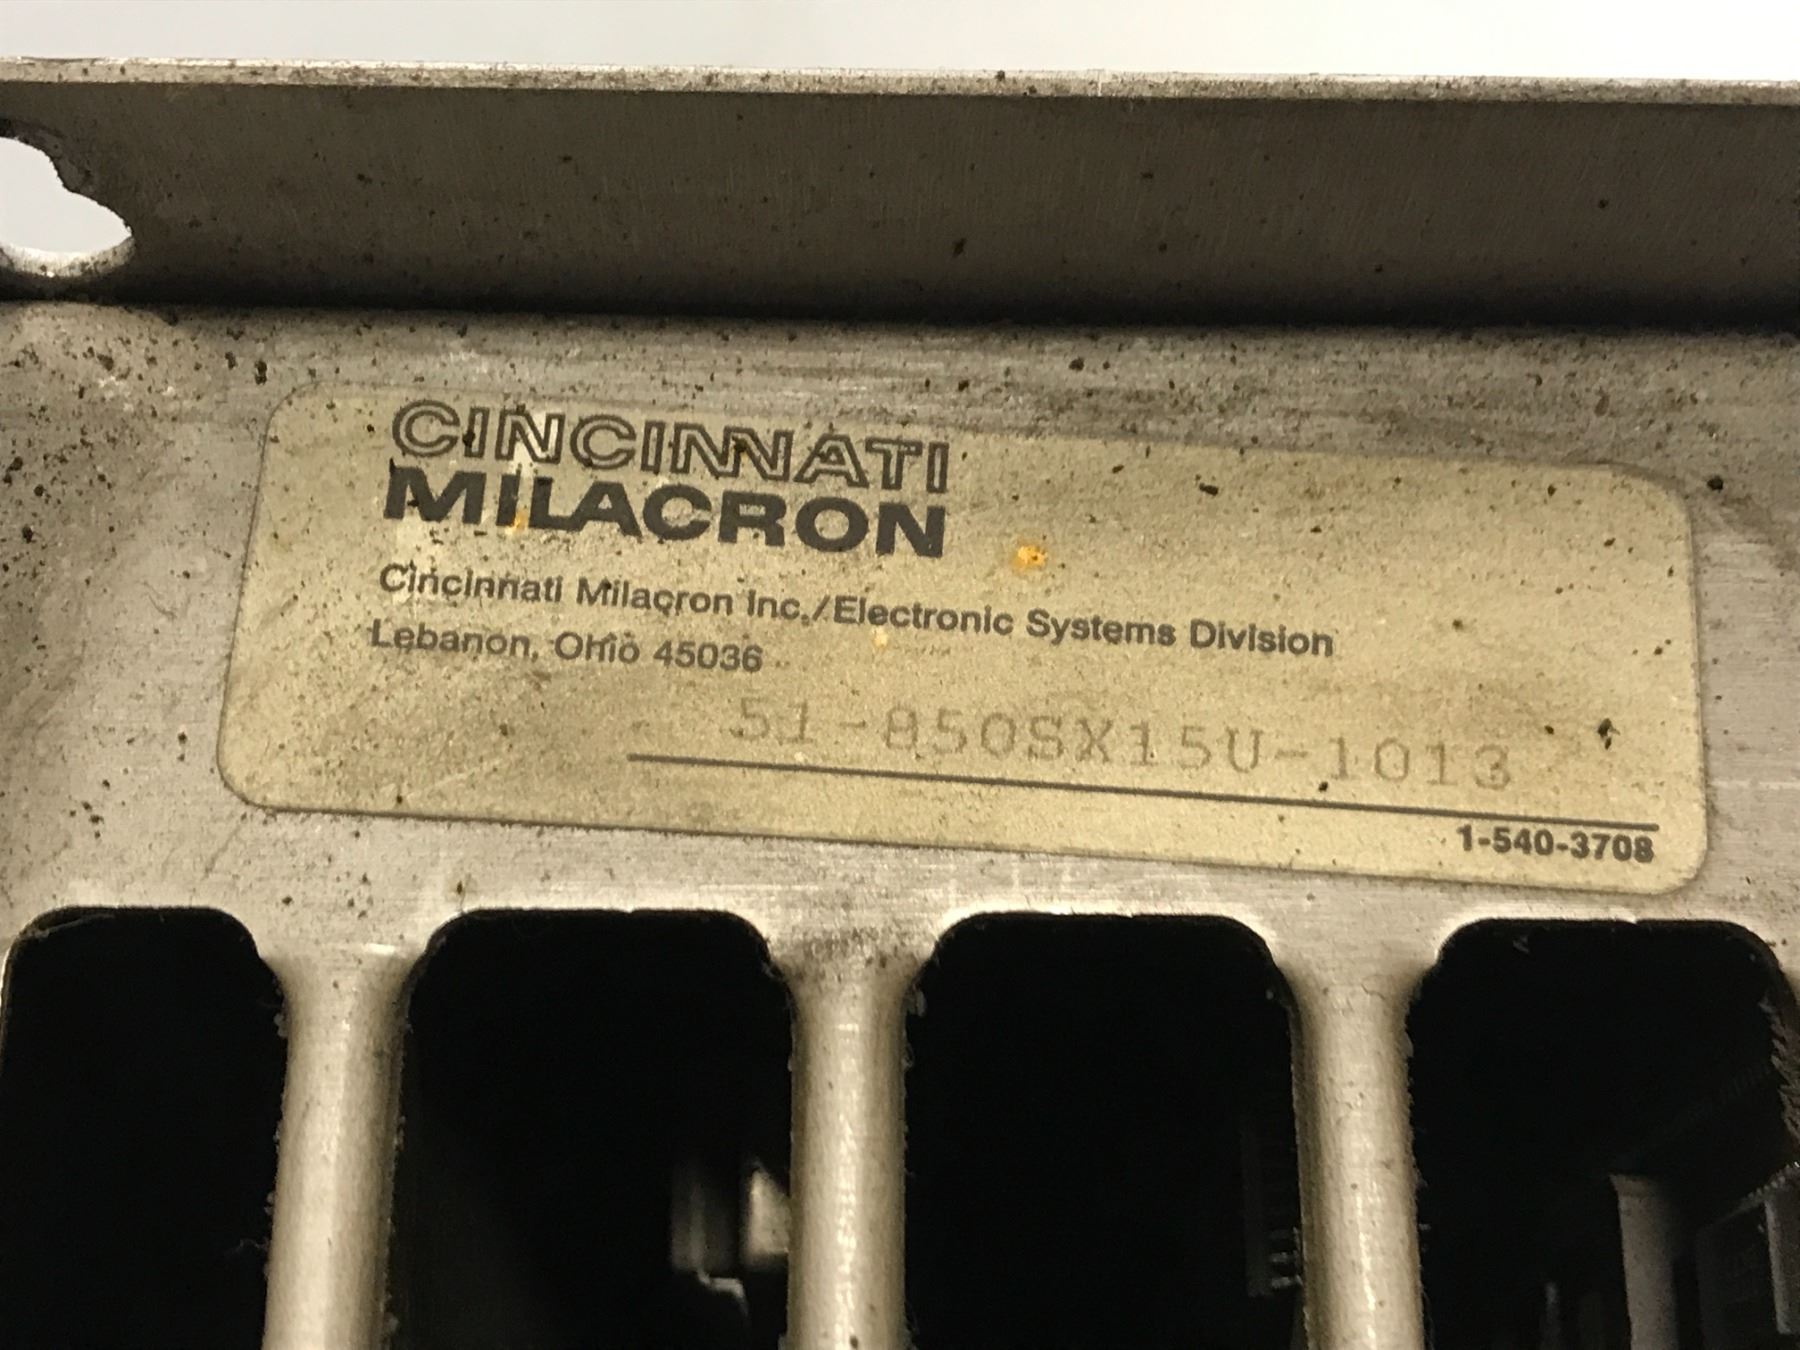 CINCINNATI
MILACRON
Cincinnati Milacron Inc./Electronic Systems Division
Lebanon, Ohio 45036
51-850SX15U-1013
1-540-3708